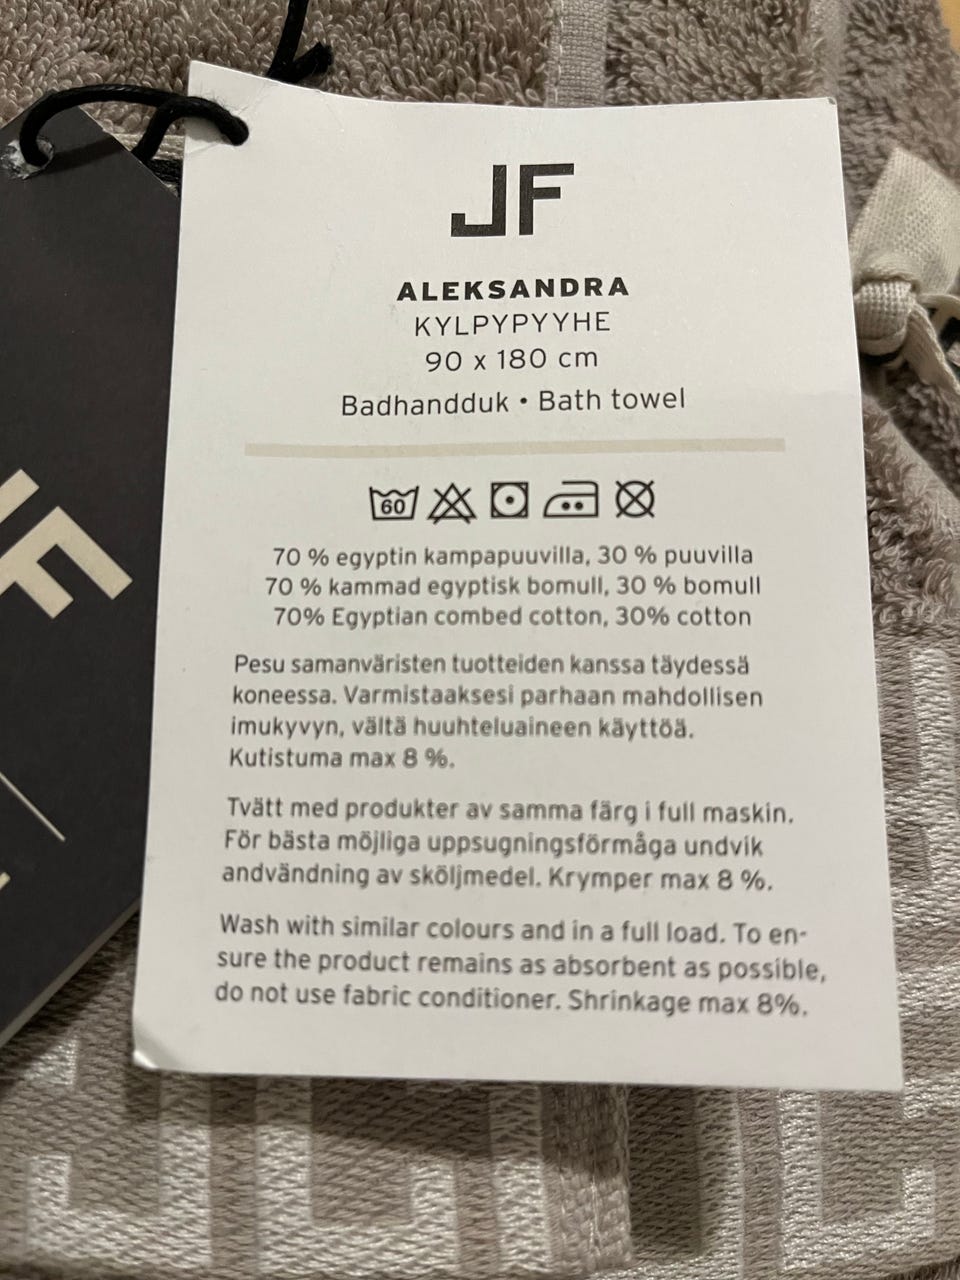 JF
ALEKSANDRA
KYLPYPYYHE
90 x 180 cm
Badhandduk • Bath towel
60
70 % egyptin kampapuuvilla, 30 % puuvilla
70 % kammad egyptisk bomull, 30 % bomull
70% Egyptian combed cotton, 30% cotton
Pesu samanväristen tuotteiden kanssa täydessä
koneessa. Varmistaaksesi parhaan mahdollisen
imukyvyn, vältä huuhteluaineen käyttöä.
Kutistuma max 8 %.
Tvätt med produkter av samma färg i full maskin.
För bästa möjliga uppsugningsförmåga undvik
andvändning av sköljmedel. Krymper max 8 %.
Wash with similar colours and in a full load. To en-
sure the product remains as absorbent as possible,
do not use fabric conditioner. Shrinkage max 8%.
F